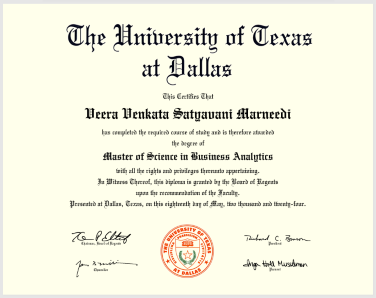 The University of Texas
at Dallas
This Certifies That
Veera Venkata Satyavani Marneedi
has completed the required course of study and is therefore awarded
the degree of
Master of Science in Business Analytics
with all the rights and privileges thereunto appertaining.
In Witness Thereof, this diploma is granted by the Board of Regents
upon the recommendation of the Faculty.
Presented at Dallas, Texas, on this eighteenth day of May, two thousand and twenty-four.
Chairman, Board of Regents
President
THE UNIVERSITY OF TEXAS
AT DALLAS
Chancellor
Provost